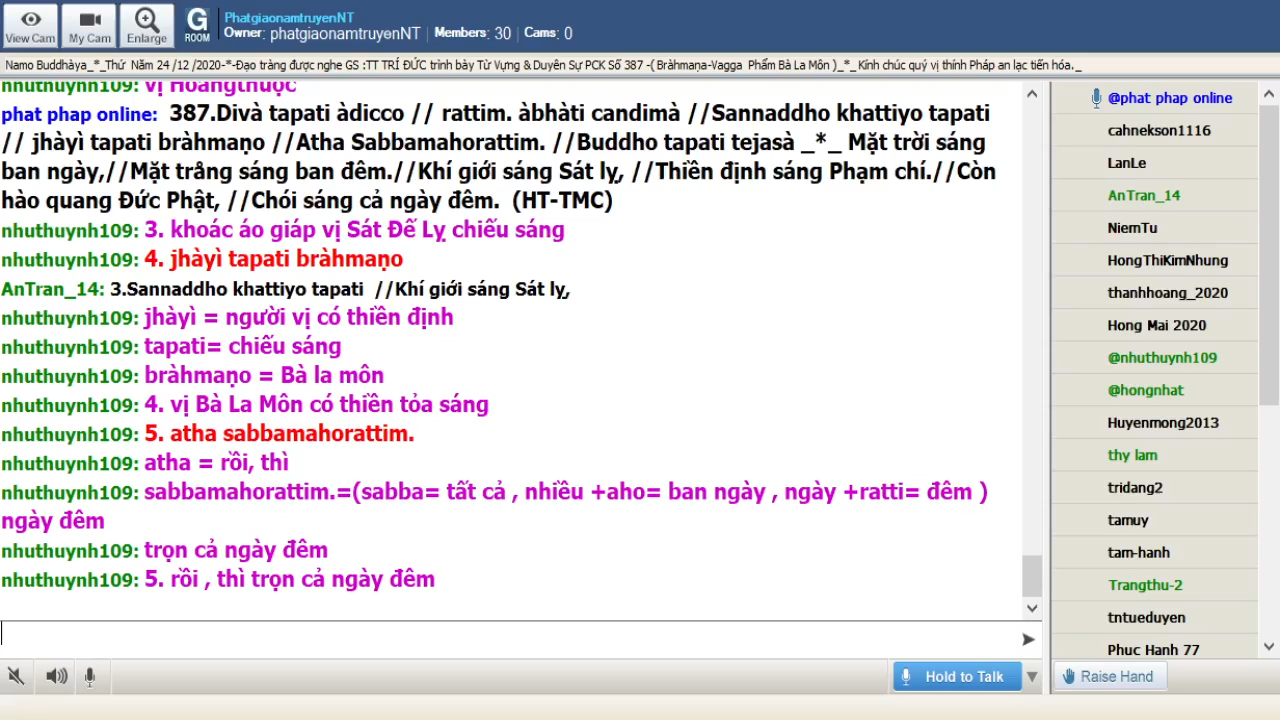 View Cam
My Cam
Enlarge
G
ROOM
PhatgiaonamtruyenNT
Owner: phatgiaonamtruyenNT | Members: 30 | Cams: 0
Namo Buddhàya_*_Thứ Năm 24 /12 /2020-*-Đạo tràng được nghe GS :TT TRÍ ĐỨC trình bày Từ Vựng & Duyên Sự PCK Số 387 -( Bràhmaṇa-Vagga Phẩm Bà La Môn )_*_Kính chúc quý vị thính Pháp an lạc tiến hóa._
nhuthuynh109: vị Hoàngthuộc
phat phap online: 387.Divà tapati àdicco // rattim. àbhàti candimà //Sannaddho khattiyo tapati
// jhàyì tapati bràhmaṇo //Atha Sabbamahorattim. //Buddho tapati tejasà _*_ Mặt trời sáng
ban ngày,//Mặt trăng sáng ban đêm.//Khí giới sáng Sát lỵ, //Thiền định sáng Phạm chí.//Còn
hào quang Đức Phật, //Chói sáng cả ngày đêm. (HT-TMC)
nhuthuynh109: 3. khoác áo giáp vị Sát Đế Lỵ chiếu sáng
nhuthuynh109: 4. jhàyì tapati bràhmaṇo
AnTran_14: 3.Sannaddho khattiyo tapati //Khí giới sáng Sát lỵ,
nhuthuynh109: jhàyì = người vị có thiền định
nhuthuynh109: tapati= chiếu sáng
nhuthuynh109: bràhmaṇo = Bà la môn
nhuthuynh109: 4. vị Bà La Môn có thiền tỏa sáng
nhuthuynh109: 5. atha sabbamahorattim.
nhuthuynh109: atha = rồi, thì
nhuthuynh109: sabbamahorattim.=(sabba= tất cả , nhiều +aho= ban ngày , ngày +ratti= đêm )
ngày đêm
nhuthuynh109: trọn cả ngày đêm
nhuthuynh109: 5. rồi , thì trọn cả ngày đêm
@phat phap online
cahnekson1116
LanLe
AnTran_14
NiemTu
HongThiKimNhung
thanhhoang_2020
Hong Mai 2020
@nhuthuynh109
@hongnhat
Huyenmong2013
thy lam
tridang2
tamuy
tam-hanh
Trangthu-2
tntueduyen
Phuc Hanh 77
Hold to Talk
Raise Hand